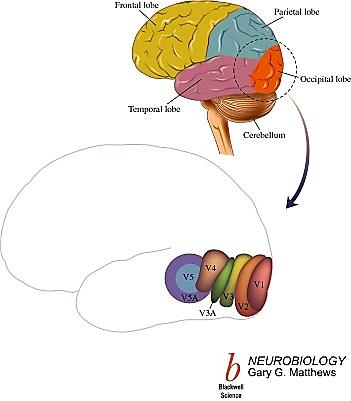 Frontal lobe
Parietal lobe
Occipital lobe
Temporal lobe
Cerebellum
V5
V5A
V4
V3A
V3
V2
V1
b
Blackwell
Science
NEUROBIOLOGY
Gary G. Matthews